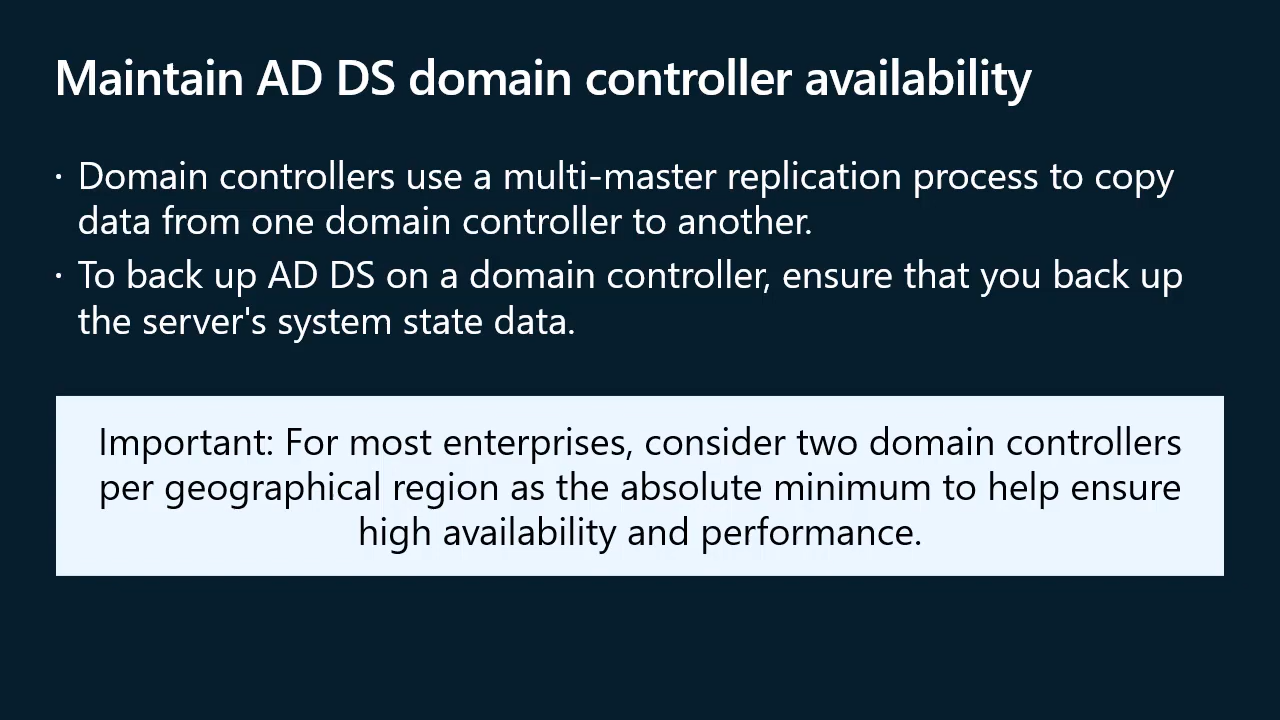 Maintain AD DS domain controller availability
· Domain controllers use a multi-master replication process to copy
data from one domain controller to another.
· To back up AD DS on a domain controller, ensure that you back up
the server's system state data.
Important: For most enterprises, consider two domain controllers
per geographical region as the absolute minimum to help ensure
high availability and performance.